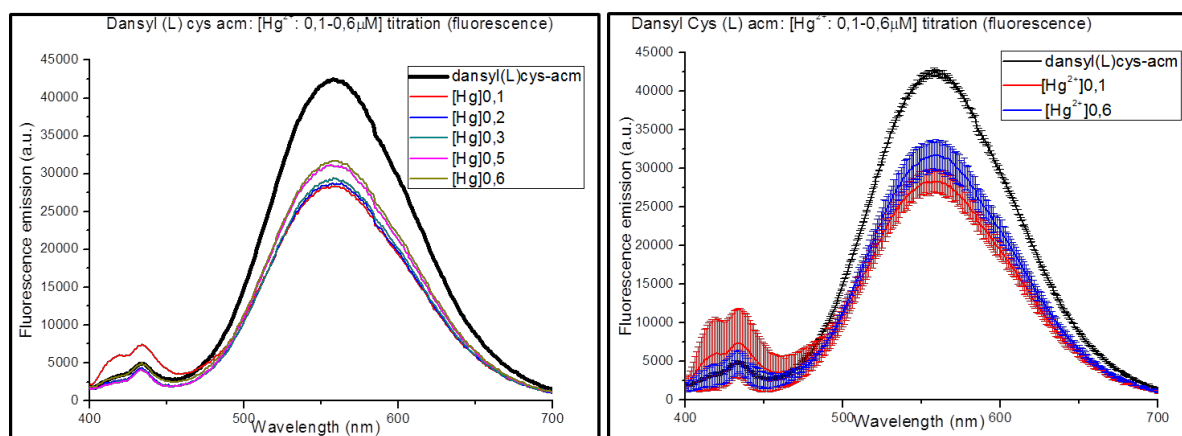 Dansyl (L) cys acm: [Hg²⁺: 0,1-0,6μM] titration (fluorescence)
45000
40000
35000
30000
25000
20000
15000
10000
5000
0
Fluorescence emission (a.u.)
dansyl(L)cys-acm
[Hg]0,1
[Hg]0,2
[Hg]0,3
[Hg]0,5
[Hg]0,6
400
500
600
700
Wavelength (nm)
Dansyl Cys (L) acm: [Hg²⁺: 0,1-0,6μM] titration (fluorescence)
45000
40000
35000
30000
25000
20000
15000
10000
5000
0
Fluorescence emission (a.u.)
dansyl(L)cys-acm
[Hg²⁺]0,1
[Hg²⁺]0,6
400
500
600
700
Wavelength (nm)